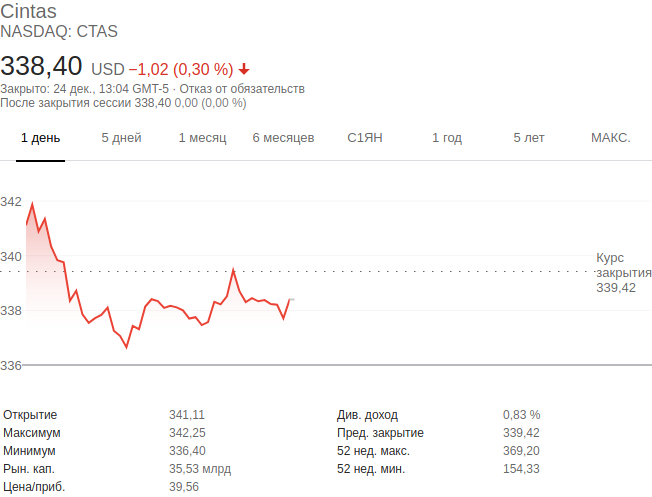 Cintas
NASDAQ: CTAS
338,40 USD −1,02 (0,30 %)
Закрыто: 24 дек., 13:04 GMT-5 · Отказ от обязательств
После закрытия сессии 338,40 0,00 (0,00 %)
1 день 5 дней 1 месяц 6 месяцев С1ЯН 1 год 5 лет МАКС.
342
340
Курс
закрытия
339,42
338
336
Открытие 341,11 Див. доход 0,83 %
Максимум 342,25 Пред. закрытие 339,42
Минимум 336,40 52 нед. макс. 369,20
Рын. кап. 35,53 млрд 52 нед. мин. 154,33
Цена/приб. 39,56